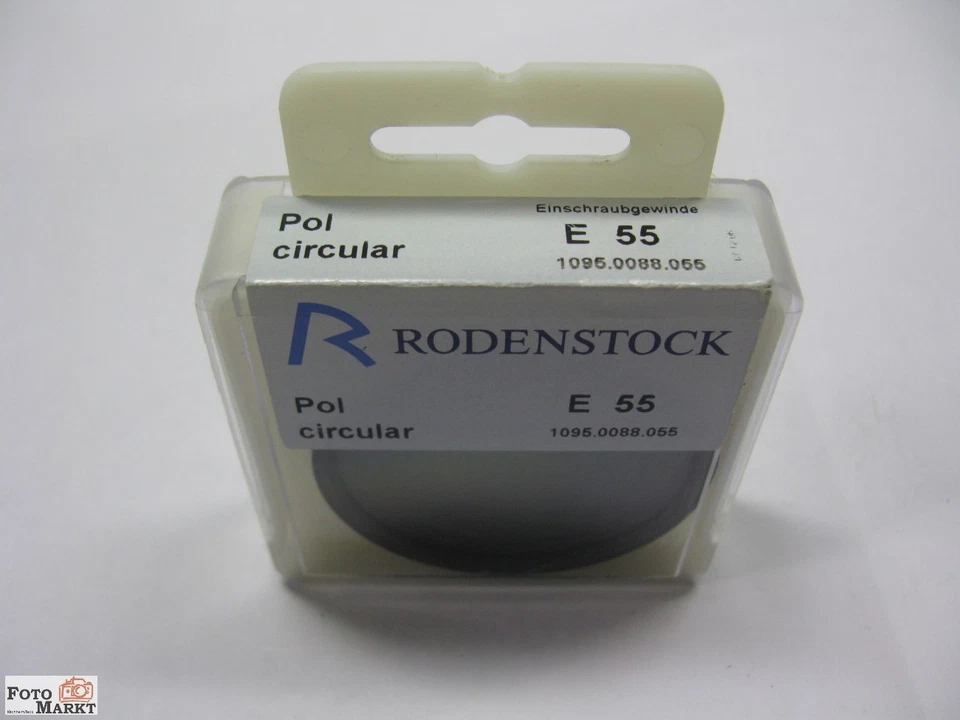 Pol
circular
Einschraubgewinde
E 55
1095.0088.055
RODENSTOCK
Pol
circular
E 55
1095.0088.055
FOTO
MARKT